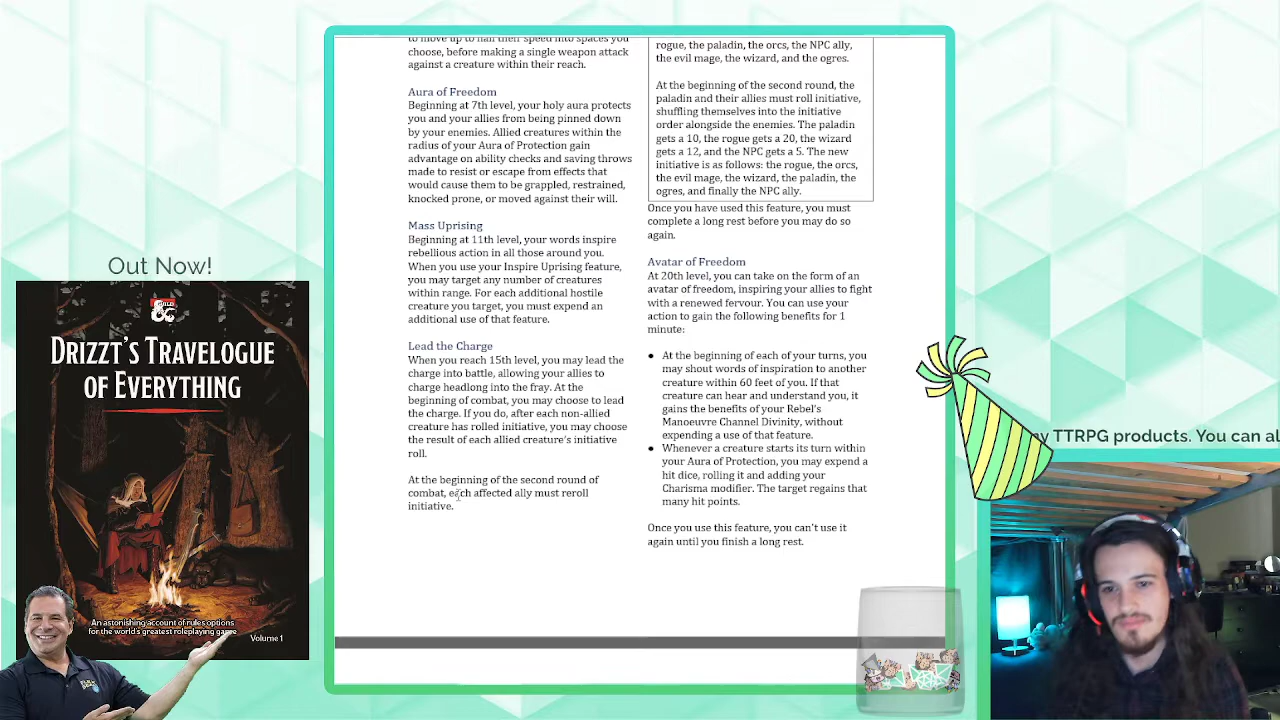 Out Now!
DRIZZT'S TRAVELOGUE
OF EVERYTHING
An astonishing account of rules options
for the world's greatest roleplaying game
Volume 1
to move up to half their speed into spaces you
choose, before making a single weapon attack
against a creature within their reach.
Aura of Freedom
Beginning at 7th level, your holy aura protects
you and your allies from being pinned down
by your enemies. Allied creatures within the
radius of your Aura of Protection gain
advantage on ability checks and saving throws
made to resist or escape from effects that
would cause them to be grappled, restrained,
knocked prone, or moved against their will.
Mass Uprising
Beginning at 11th level, your words inspire
rebellious action in all those around you.
When you use your Inspire Uprising feature,
you may target any number of creatures
within range. For each additional hostile
creature you target, you must expend an
additional use of that feature.
Lead the Charge
When you reach 15th level, you may lead the
charge into battle, allowing your allies to
charge headlong into the fray. At the
beginning of combat, you may choose to lead
the charge. If you do, after each non-allied
creature has rolled initiative, you may choose
the result of each allied creature's initiative
roll.
At the beginning of the second round of
combat, each affected ally must reroll
initiative.
rogue, the paladin, the orcs, the NPC ally,
the evil mage, the wizard, and the ogres.
At the beginning of the second round, the
paladin and their allies must roll initiative,
shuffling themselves into the initiative
order alongside the enemies. The paladin
gets a 10, the rogue gets a 20, the wizard
gets a 12, and the NPC gets a 5. The new
initiative is as follows: the rogue, the orcs,
the evil mage, the wizard, the paladin, the
ogres, and finally the NPC ally.
Once you have used this feature, you must
complete a long rest before you may do so
again.
Avatar of Freedom
At 20th level, you can take on the form of an
avatar of freedom, inspiring your allies to fight
with a renewed fervour. You can use your
action to gain the following benefits for 1
minute:
● At the beginning of each of your turns, you
may shout words of inspiration to another
creature within 60 feet of you. If that
creature can hear and understand you, it
gains the benefits of your Rebel's
Manoeuvre Channel Divinity, without
expending a use of that feature.
● Whenever a creature starts its turn within
your Aura of Protection, you may expend a
hit dice, rolling it and adding your
Charisma modifier. The target regains that
many hit points.
Once you use this feature, you can't use it
again until you finish a long rest.
TTRPG products. You can al